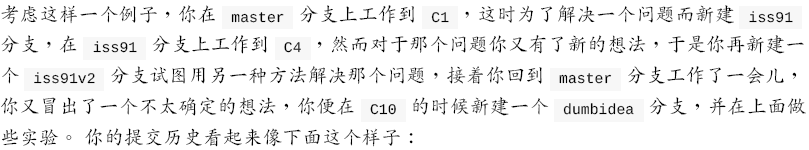 考虑这样一个例子，你在 master 分支上工作到 C1 ，这时为了解决一个问题而新建 iss91
分支，在 iss91 分支上工作到 C4 ，然而对于那个问题你又有了新的想法，于是你再新建一
个 iss91v2 分支试图用另一种方法解决那个问题，接着你回到 master 分支工作了一会儿，
你又冒出了一个不太确定的想法，你便在 C10 的时候新建一个 dumbidea 分支，并在上面做
些实验。 你的提交历史看起来像下面这个样子：